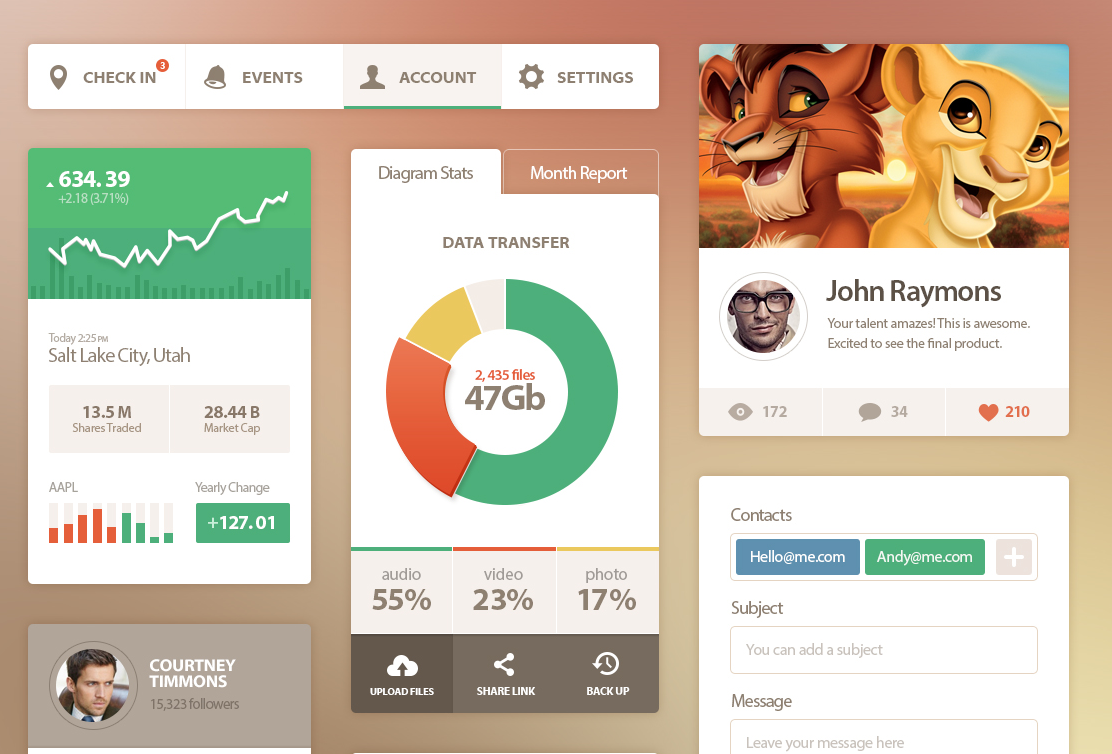 CHECK IN
3
EVENTS
ACCOUNT
SETTINGS
634.39
+2.18 (3.71%)
Today 2:25 PM
Salt Lake City, Utah
13.5 M
Shares Traded
28.44 B
Market Cap
AAPL
Yearly Change
+127.01
COURTNEY
TIMMONS
15,323 followers
Diagram Stats
Month Report
DATA TRANSFER
2, 435 files
47Gb
audio
55%
video
23%
photo
17%
UPLOAD FILES
SHARE LINK
BACK UP
John Raymons
Your talent amazes! This is awesome.
Excited to see the final product.
172
34
210
Contacts
Hello@me.com
Andy@me.com
Subject
You can add a subject
Message
Leave your message here